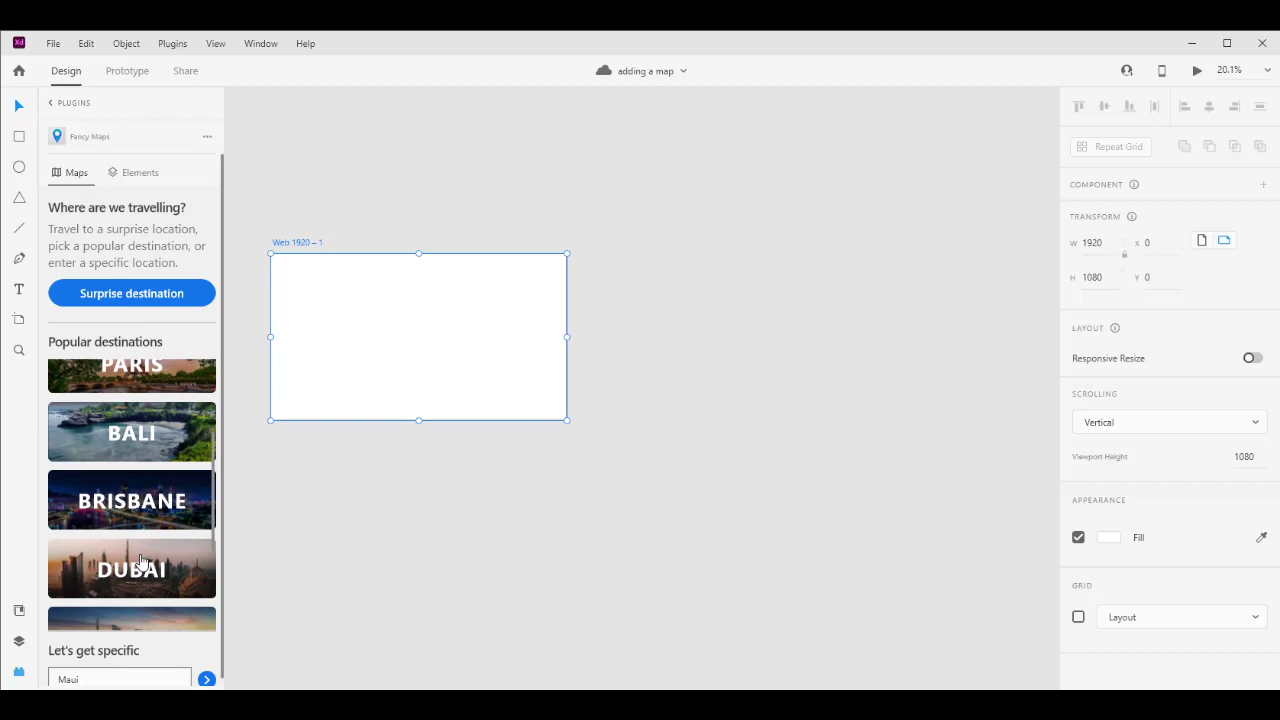 Xd File Edit Object Plugins View Window Help
Design Prototype Share adding a map 20.1%
PLUGINS
Fancy Maps
Maps Elements
Where are we travelling?
Travel to a surprise location,
pick a popular destination, or
enter a specific location.
Surprise destination
Popular destinations
PARIS
BALI
BRISBANE
DUBAI
Let's get specific
Maui
Web 1920 – 1
Repeat Grid
COMPONENT
TRANSFORM
W 1920 X 0
H 1080 Y 0
LAYOUT
Responsive Resize
SCROLLING
Vertical
Viewport Height 1080
APPEARANCE
Fill
GRID
Layout